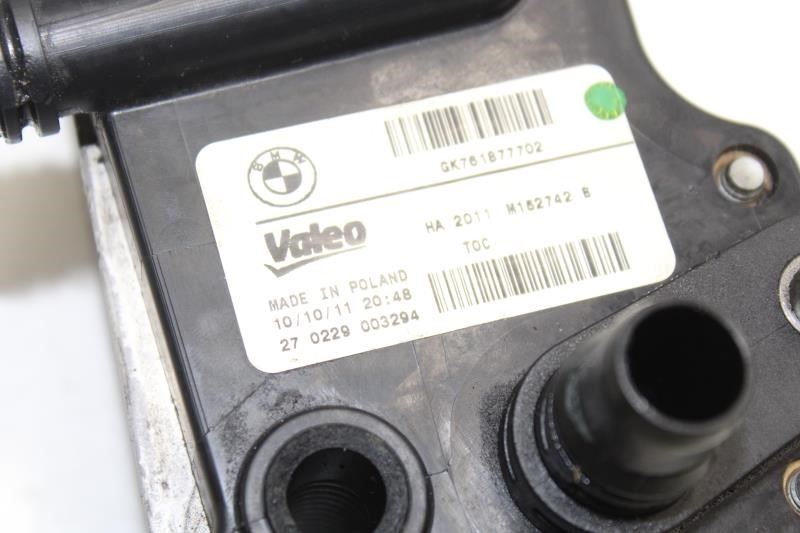 GK761877702
BMW
HA 2011 M152742 B
Valeo
TOC
MADE IN POLAND
10/10/11 20:48
27 0229 003294